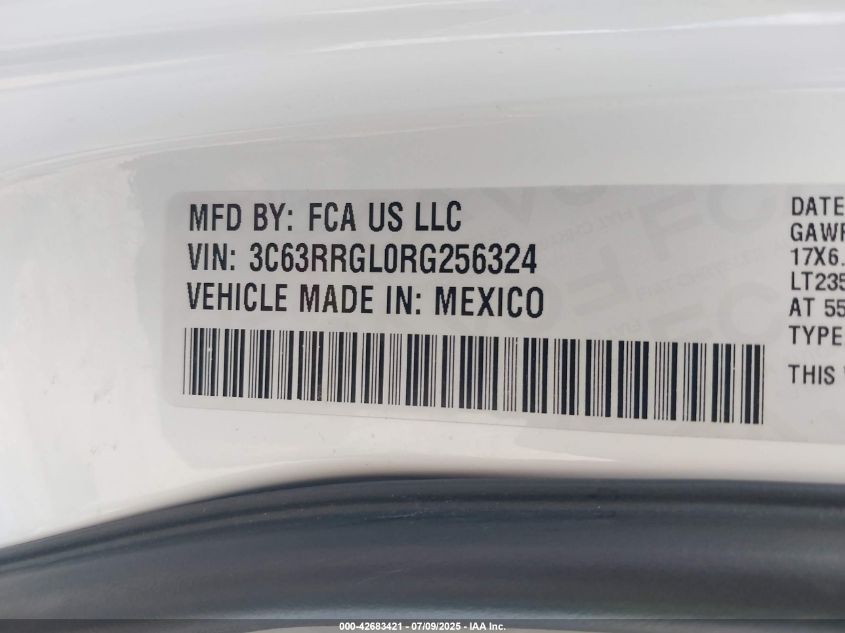 MFD BY: FCA US LLC
VIN: 3C63RRGL0RG256324
VEHICLE MADE IN: MEXICO
DATE
GAWR
17X6.
LT235
AT 55
TYPE
THIS
000-42683421 - 07/09/2025 - IAA Inc.